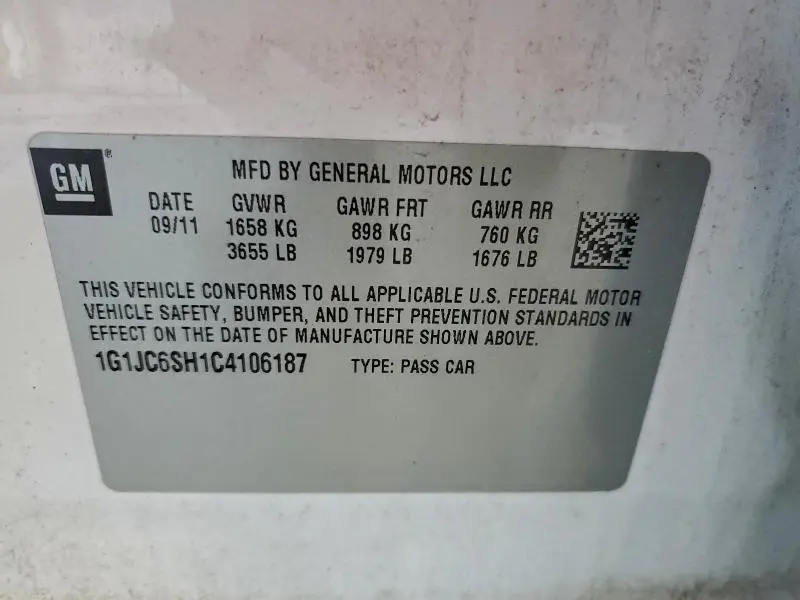 GM®
MFD BY GENERAL MOTORS LLC
DATE GVWR GAWR FRT GAWR RR
09/11 1658 KG 898 KG 760 KG
3655 LB 1979 LB 1676 LB
THIS VEHICLE CONFORMS TO ALL APPLICABLE U.S. FEDERAL MOTOR
VEHICLE SAFETY, BUMPER, AND THEFT PREVENTION STANDARDS IN
EFFECT ON THE DATE OF MANUFACTURE SHOWN ABOVE.
1G1JC6SH1C4106187 TYPE: PASS CAR